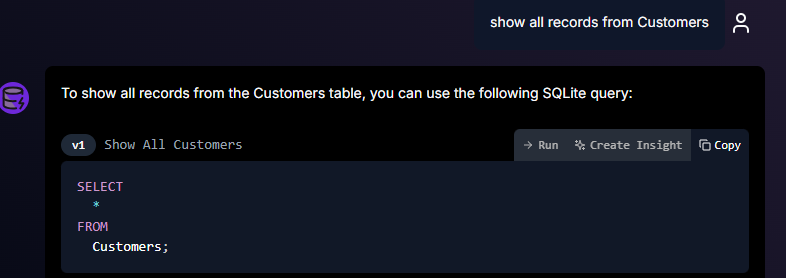 show all records from Customers
To show all records from the Customers table, you can use the following SQLite query:
v1 Show All Customers Run Create Insight Copy
SELECT
*
FROM
Customers;